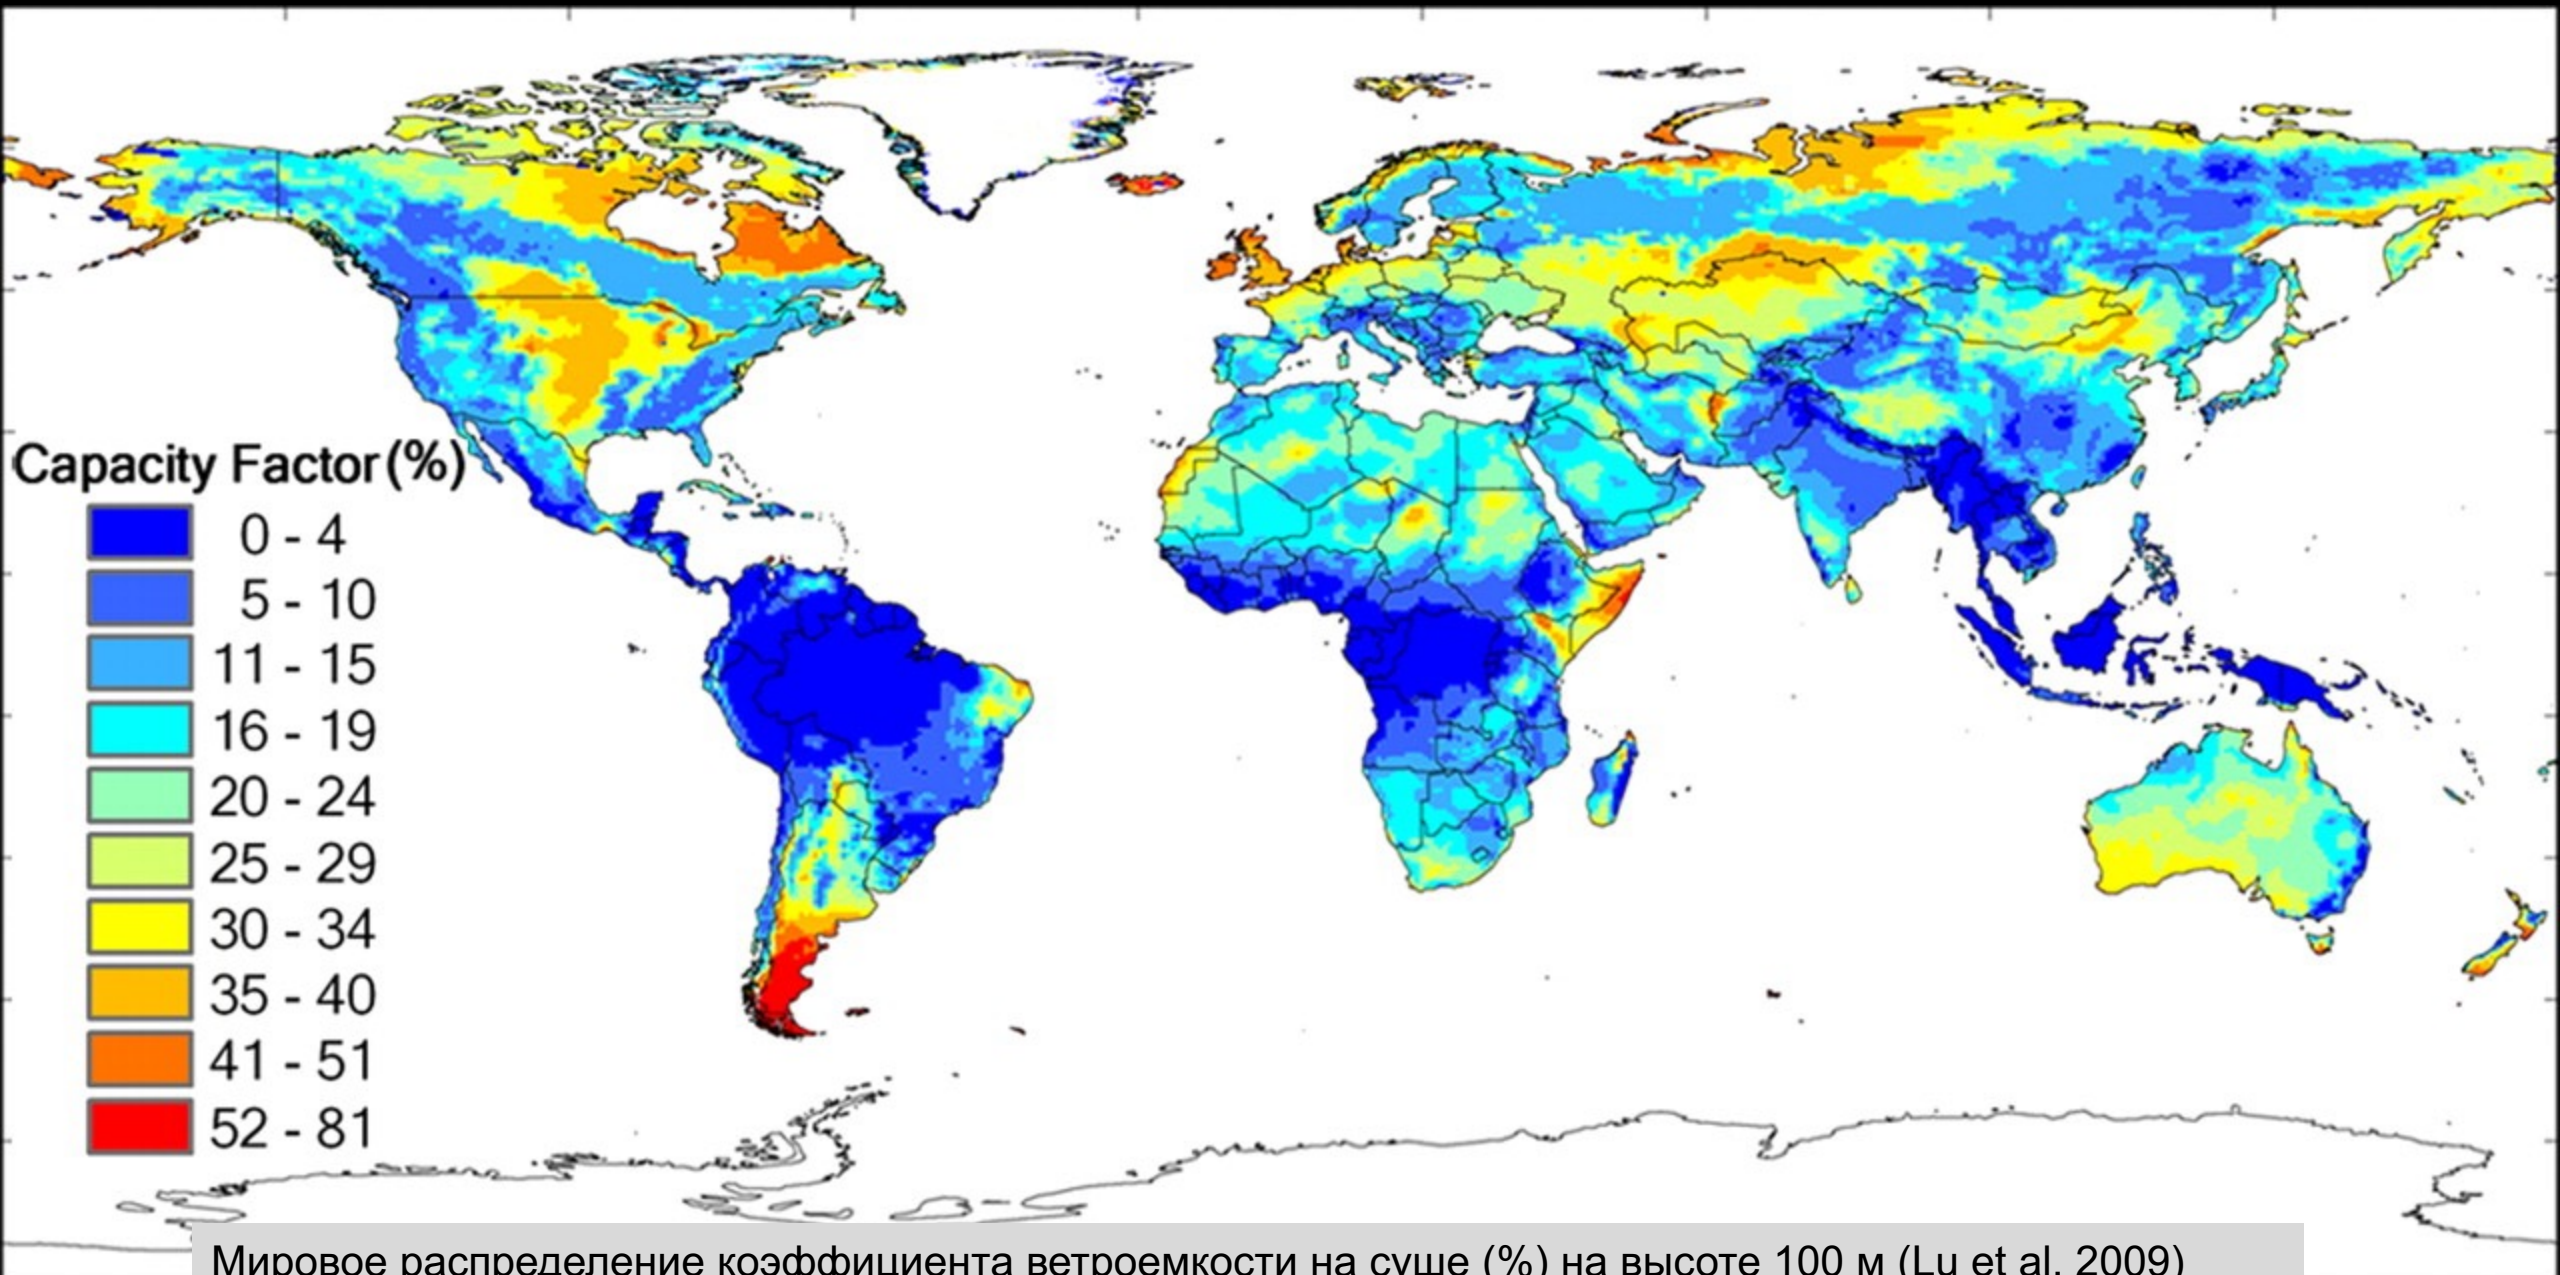 Capacity Factor (%)
0 - 4
5 - 10
11 - 15
16 - 19
20 - 24
25 - 29
30 - 34
35 - 40
41 - 51
52 - 81
Мировое распределение коэффициента ветроемкости на суше (%) на высоте 100 м (Lu et al. 2009)